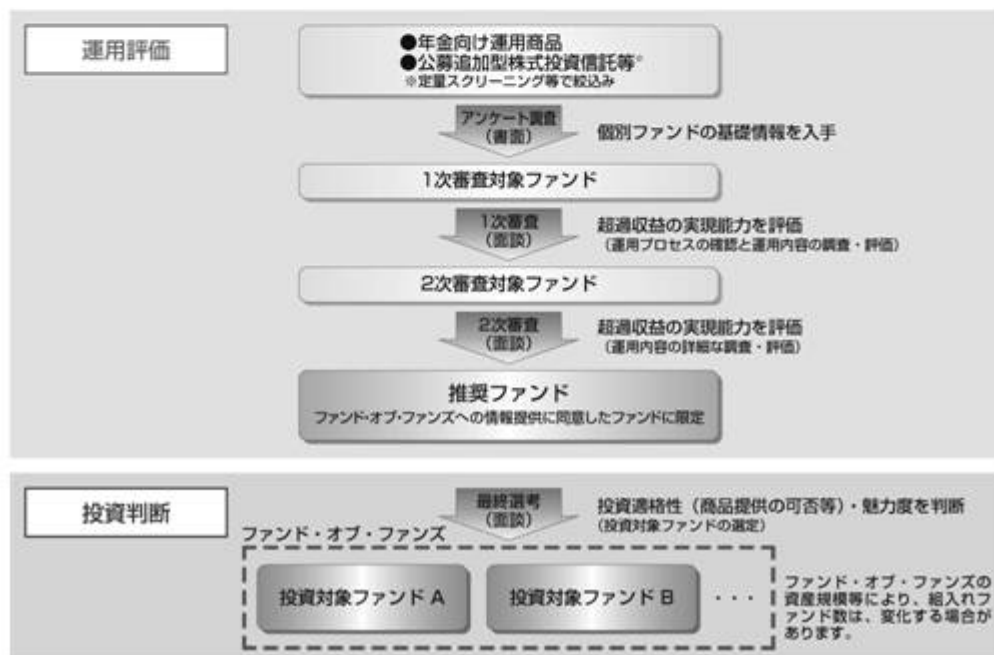 運用評価
●年金向け運用商品
●公募追加型株式投資信託等※
※定量スクリーニング等で絞込み
アンケート調査
(書面)
個別ファンドの基礎情報を入手
1次審査対象ファンド
1次審査
(面談)
超過収益の実現能力を評価
(運用プロセスの確認と運用内容の調査・評価)
2次審査対象ファンド
2次審査
(面談)
超過収益の実現能力を評価
(運用内容の詳細な調査・評価)
推奨ファンド
ファンド・オブ・ファンズへの情報提供に同意したファンドに限定
投資判断
最終選考
(面談)
投資適格性(商品提供の可否等)・魅力度を判断
(投資対象ファンドの選定)
ファンド・オブ・ファンズ
投資対象ファンド A
投資対象ファンド B
・・・
ファンド・オブ・ファンズの
資産規模等により、組入れフ
ァンド数は、変化する場合が
あります。